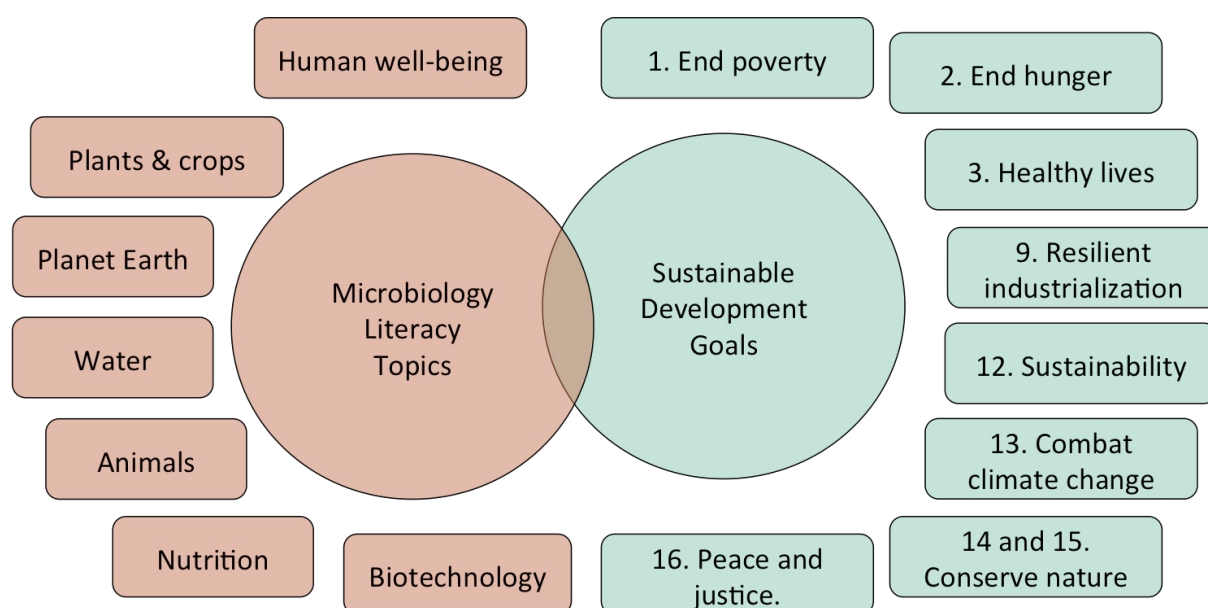 Human well-being
Plants & crops
Planet Earth
Water
Animals
Nutrition
Biotechnology
Microbiology
Literacy
Topics
Sustainable
Development
Goals
1. End poverty
2. End hunger
3. Healthy lives
9. Resilient
industrialization
12. Sustainability
13. Combat
climate change
14 and 15.
Conserve nature
16. Peace and
justice.